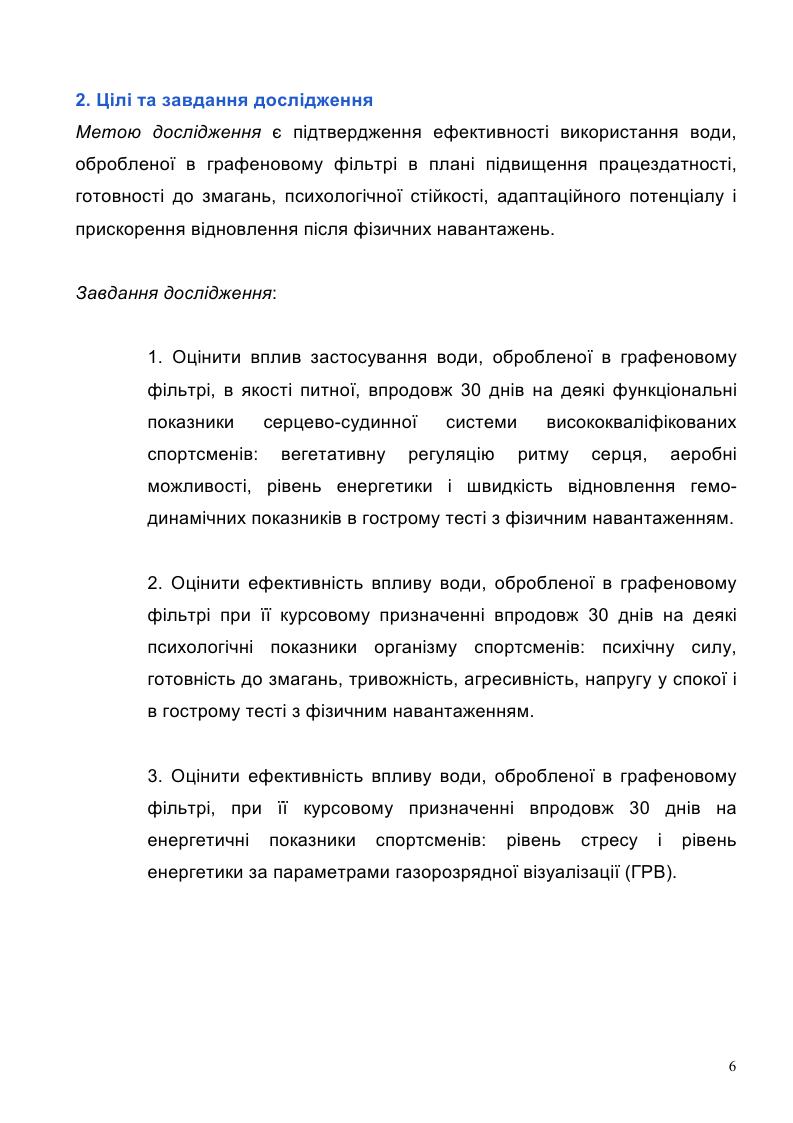 2. Цілі та завдання дослідження
Метою дослідження є підтвердження ефективності використання води,
обробленої в графеновому фільтрі в плані підвищення працездатності,
готовності до змагань, психологічної стійкості, адаптаційного потенціалу і
прискорення відновлення після фізичних навантажень.
Завдання дослідження:
1. Оцінити вплив застосування води, обробленої в графеновому
фільтрі, в якості питної, впродовж 30 днів на деякі функціональні
показники серцево-судинної системи висококваліфікованих
спортсменів: вегетативну регуляцію ритму серця, аеробні
можливості, рівень енергетики і швидкість відновлення гемо-
динамічних показників в гострому тесті з фізичним навантаженням.
2. Оцінити ефективність впливу води, обробленої в графеновому
фільтрі при її курсовому призначенні впродовж 30 днів на деякі
психологічні показники організму спортсменів: психічну силу,
готовність до змагань, тривожність, агресивність, напругу у спокої і
в гострому тесті з фізичним навантаженням.
3. Оцінити ефективність впливу води, обробленої в графеновому
фільтрі, при її курсовому призначенні впродовж 30 днів на
енергетичні показники спортсменів: рівень стресу і рівень
енергетики за параметрами газорозрядної візуалізації (ГРВ).
6